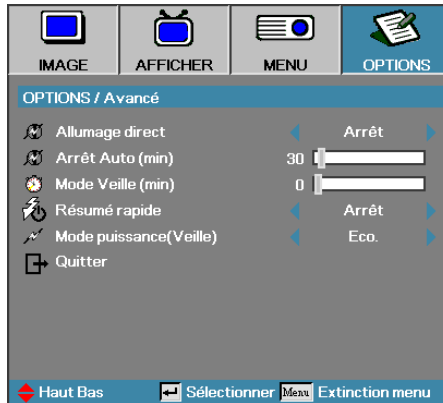 IMAGE AFFICHER MENU OPTIONS
OPTIONS / Avancé
Allumage direct Arrêt
Arrêt Auto (min) 30
Mode Veille (min) 0
Résumé rapide Arrêt
Mode puissance(Veille) Eco.
Quitter
Haut Bas Sélectionner Menu Extinction menu